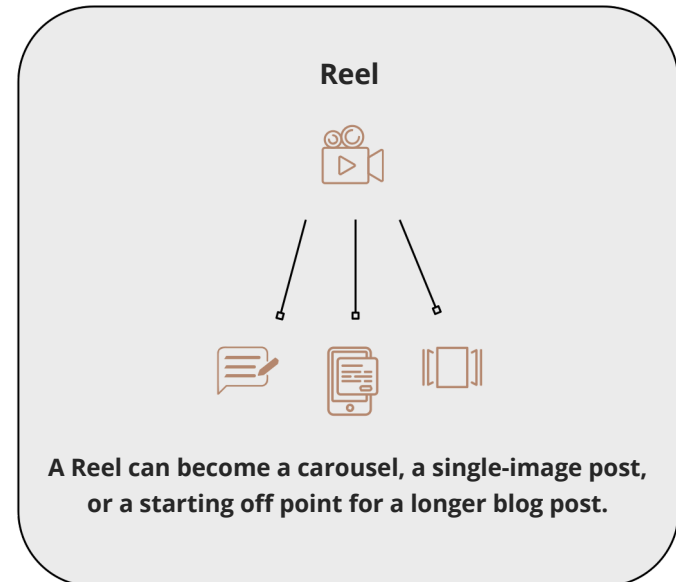 Reel
A Reel can become a carousel, a single-image post,
or a starting off point for a longer blog post.